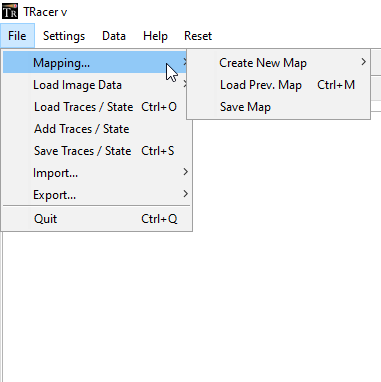 TR TRacer v
File Settings Data Help Reset
Mapping...
Load Image Data
Load Traces / State Ctrl+O
Add Traces / State
Save Traces / State Ctrl+S
Import...
Export...
Quit Ctrl+Q
Create New Map
Load Prev. Map Ctrl+M
Save Map